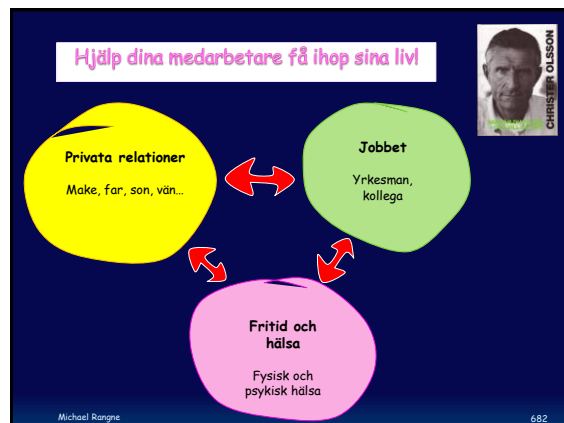 Hjälp dina medarbetare få ihop sina liv!
CHRISTER OLSSON
Privata relationer
Make, far, son, vän...
Jobbet
Yrkesman,
kollega
Fritid och
hälsa
Fysisk och
psykisk hälsa
Michael Rangne
682